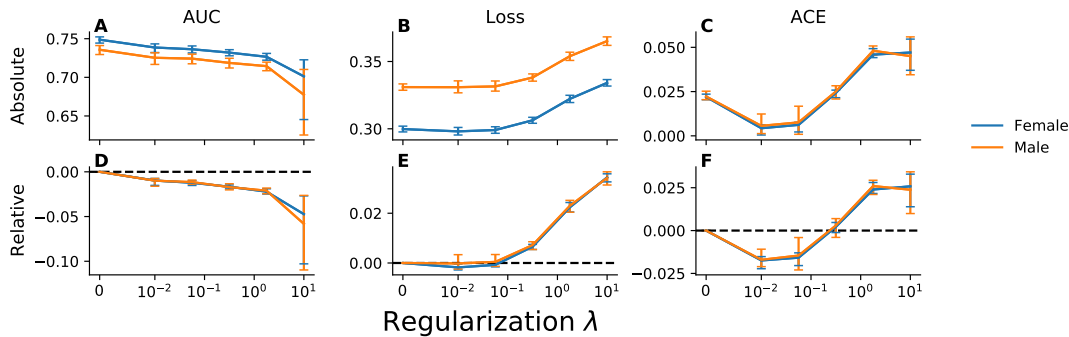 AUC
Loss
ACE
A
B
C
Absolute
0.75
0.70
0.65
0.35
0.30
0.050
0.025
0.000
Female
Male
D
E
F
Relative
0.00
−0.05
−0.10
0.02
0.00
0.025
0.000
−0.025
0 10⁻² 10⁻¹ 10⁰ 10¹
0 10⁻² 10⁻¹ 10⁰ 10¹
0 10⁻² 10⁻¹ 10⁰ 10¹
Regularization λ